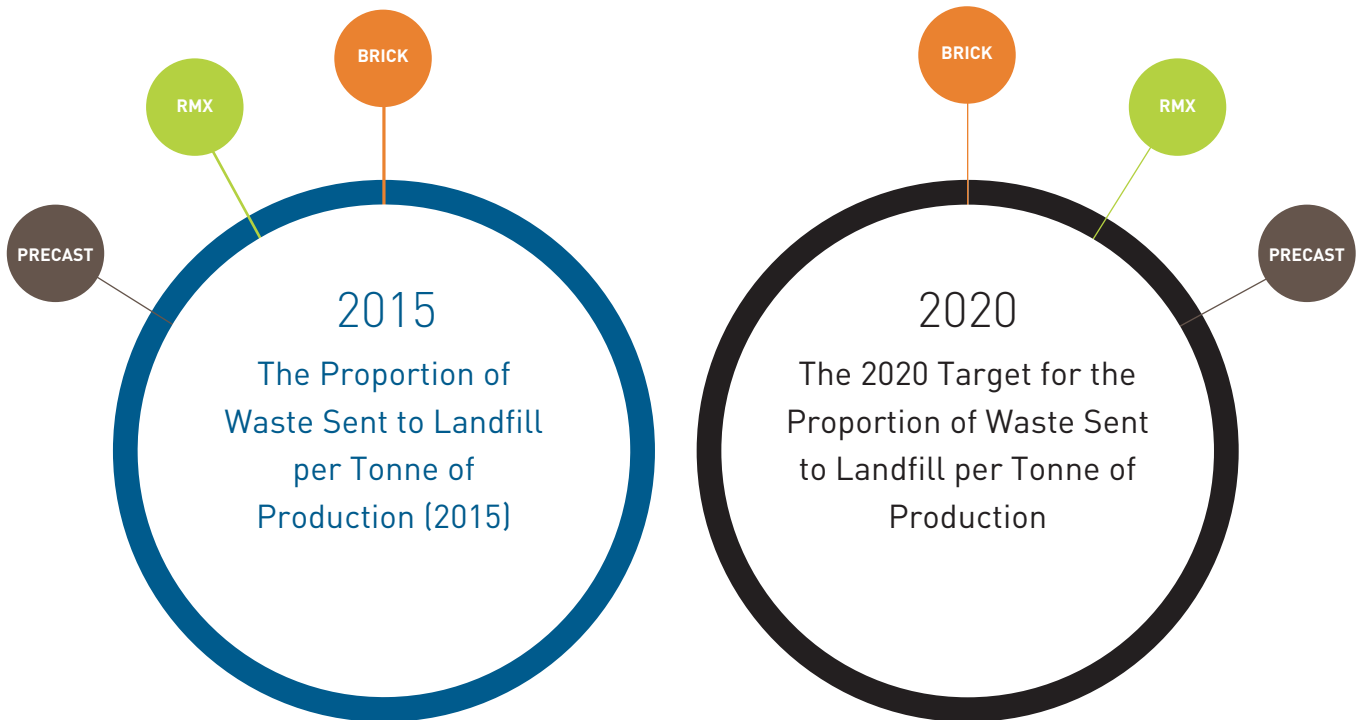 BRICK
RMX
PRECAST
2015
The Proportion of
Waste Sent to Landfill
per Tonne of
Production (2015)
BRICK
RMX
PRECAST
2020
The 2020 Target for the
Proportion of Waste Sent
to Landfill per Tonne of
Production